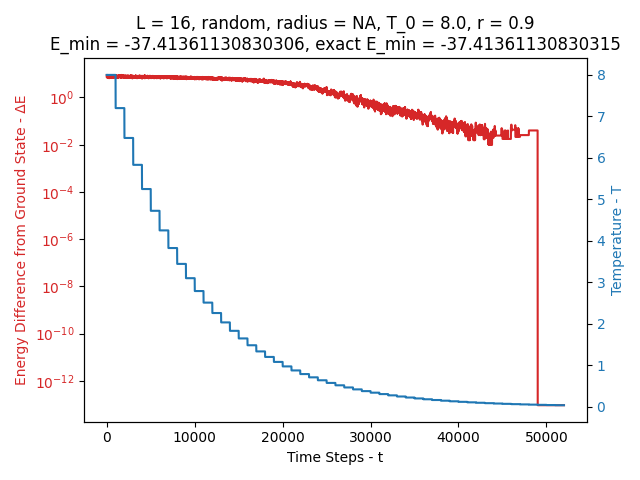 L = 16, random, radius = NA, T_0 = 8.0, r = 0.9
E_min = -37.41361130830306, exact E_min = -37.41361130830315
Energy Difference from Ground State - ΔE
10^0
10^-2
10^-4
10^-6
10^-8
10^-10
10^-12
8
7
6
5
4
3
2
1
0
Temperature - T
0 10000 20000 30000 40000 50000
Time Steps - t